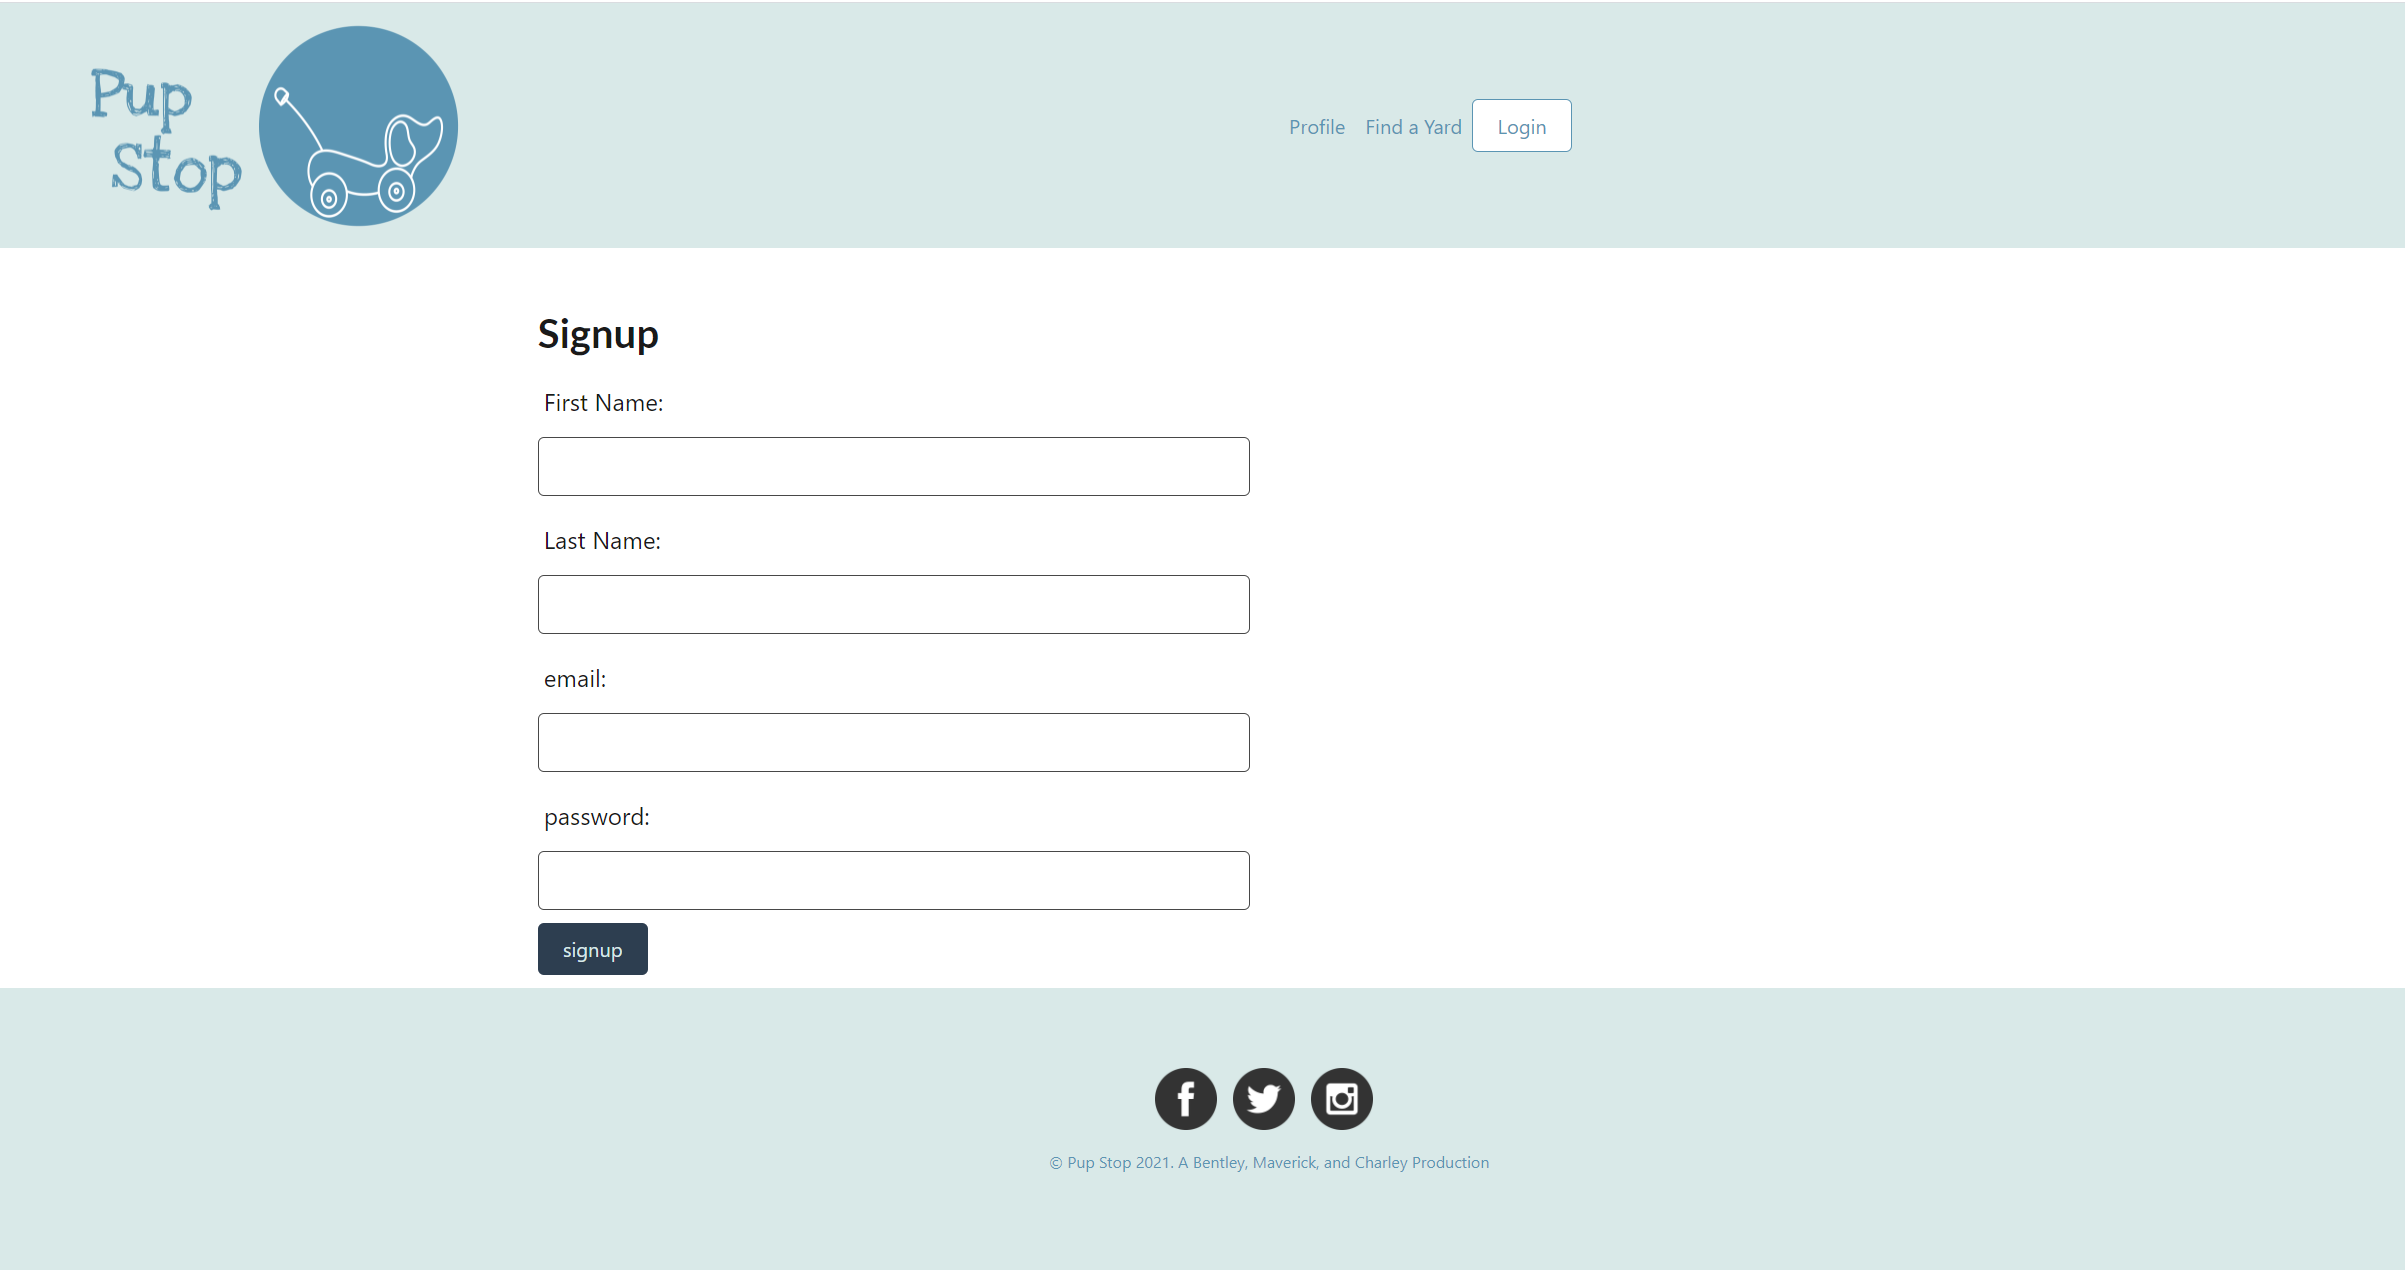 Pup
Stop
Profile Find a Yard Login
Signup
First Name:
Last Name:
email:
password:
signup
© Pup Stop 2021. A Bentley, Maverick, and Charley Production